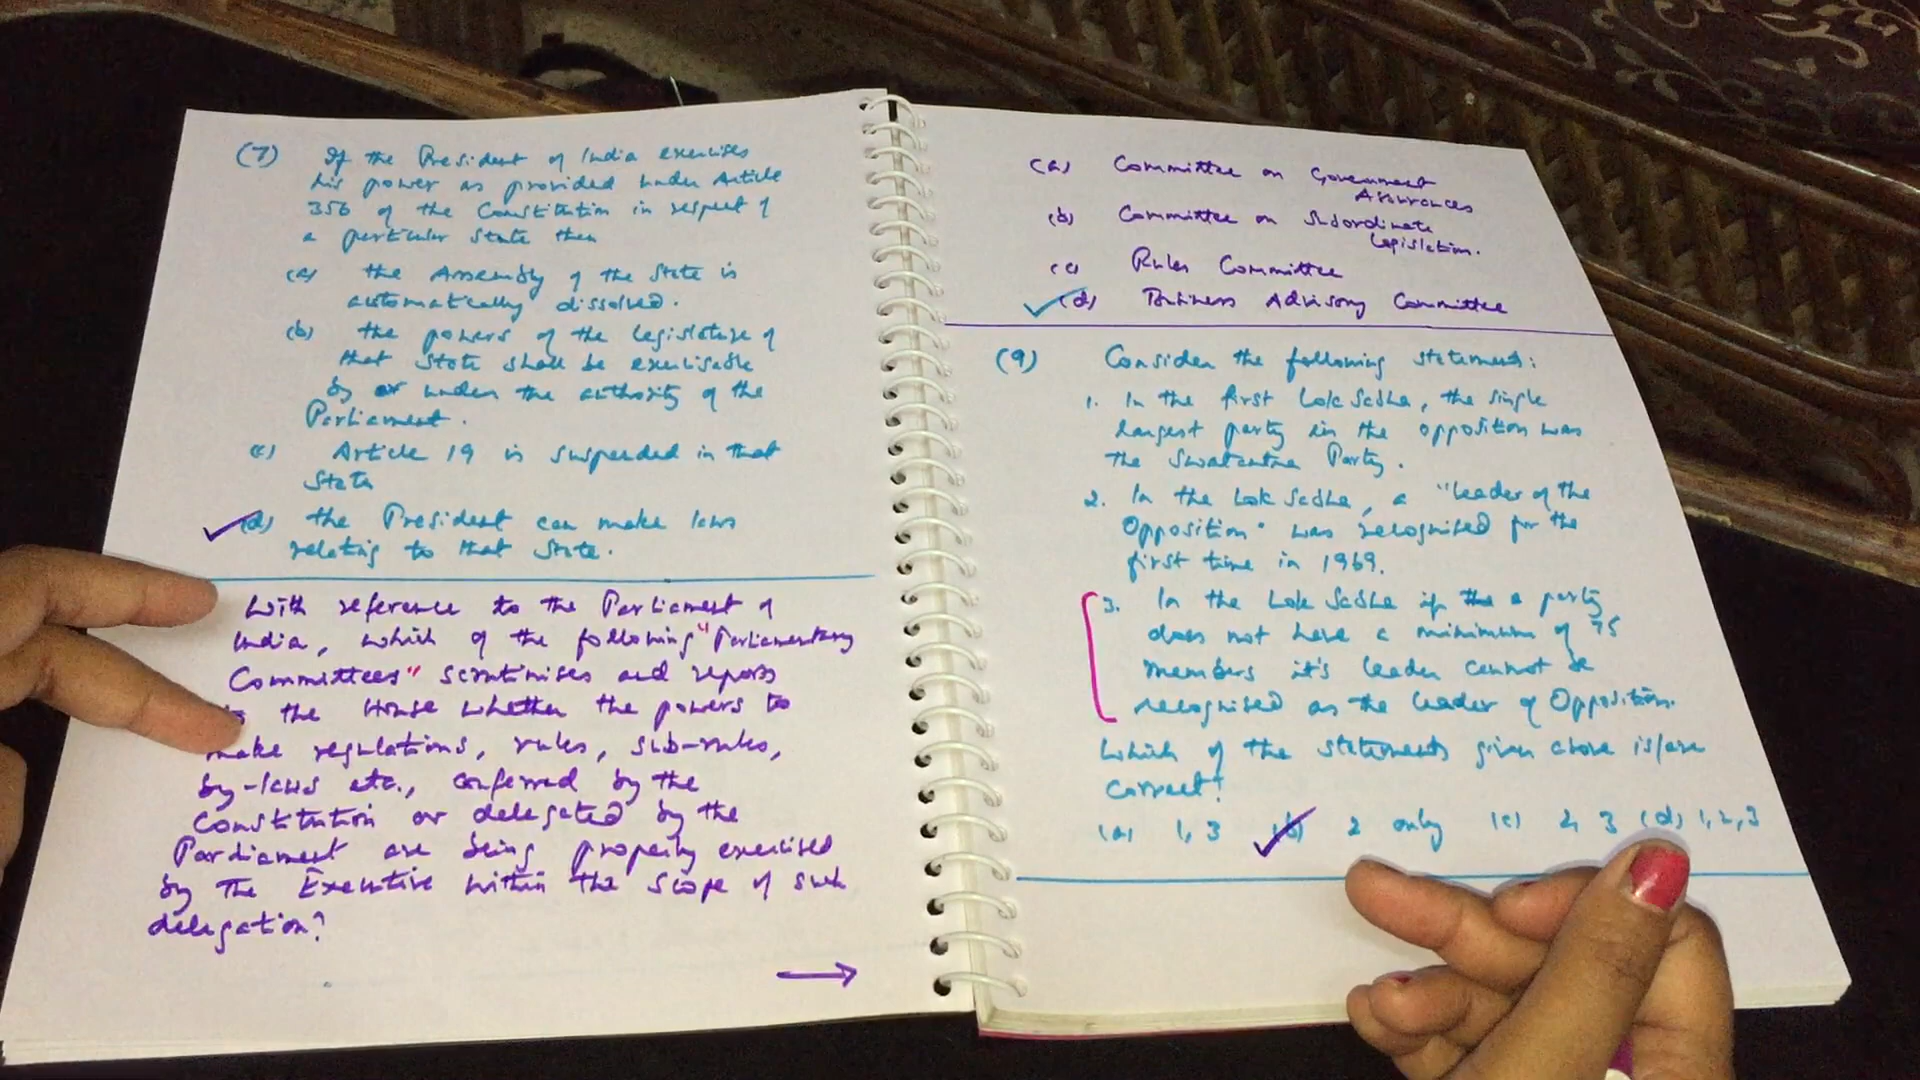 (7) If the President of India exercises
his power as provided under Article
356 of the Constitution in respect of
a particular state then
(a) the Assembly of the State is
automatically dissolved.
(b) the powers of the legislature of
that State shall be exercisable
by or under the authority of the
Parliament.
(c) Article 19 is suspended in that
State
(d) the President can make laws
relating to that State.
With reference to the Parliament of
India, which of the following "Parliamentary
Committees" scrutinises and reports
to the House whether the powers to
make regulations, rules, sub-rules,
by-laws etc., conferred by the
Constitution or delegated by the
Parliament are being properly exercised
by the Executive within the scope of such
delegation?
(a) Committee on Government
Assurances
(b) Committee on Subordinate
Legislation.
(c) Rules Committee
(d) Business Advisory Committee
(9) Consider the following statements:
1. In the first Lok Sabha, the single
largest party in the opposition was
the Swatantra Party.
2. In the Lok Sabha, a "Leader of the
Opposition" was recognised for the
first time in 1969.
3. In the Lok Sabha if a party
does not have a minimum of 75
members it's leader cannot be
recognised as the leader of Opposition.
Which of the statements given above is/are
correct?
(a) 1, 3 (b) 2 only (c) 2, 3 (d) 1, 2, 3